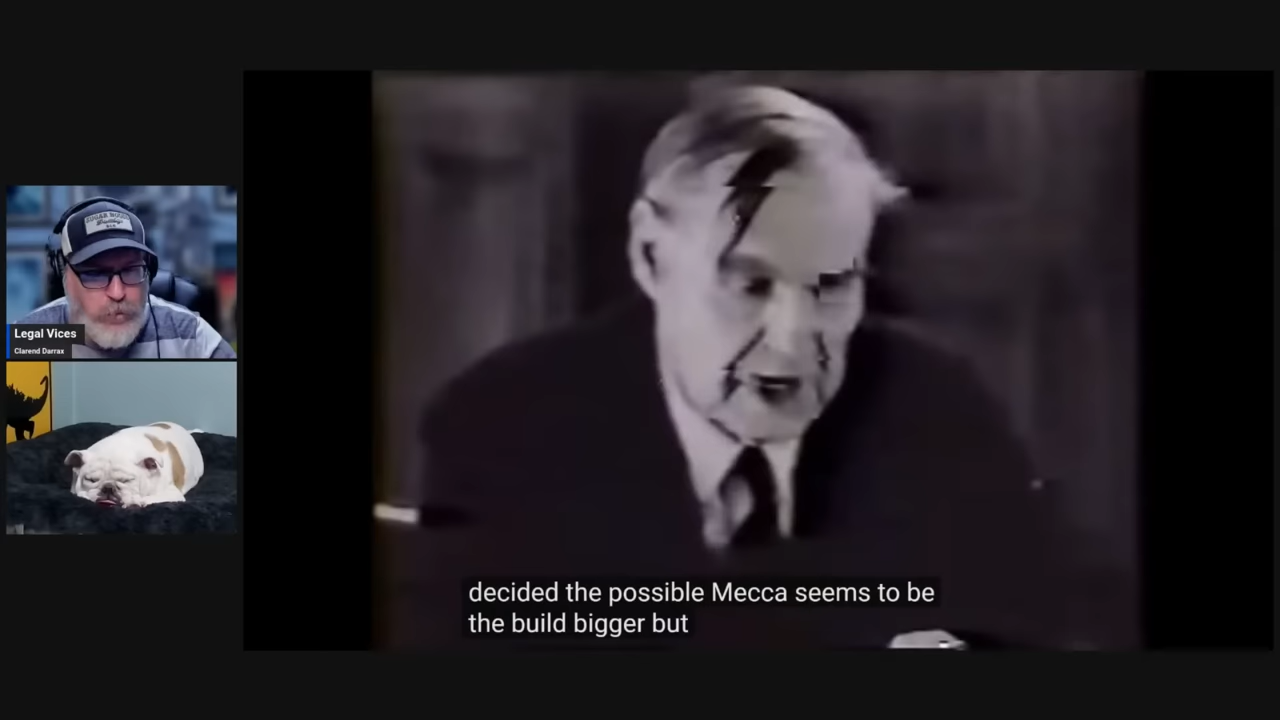 Legal Vices
Clarend Darrax
decided the possible Mecca seems to be
the build bigger but